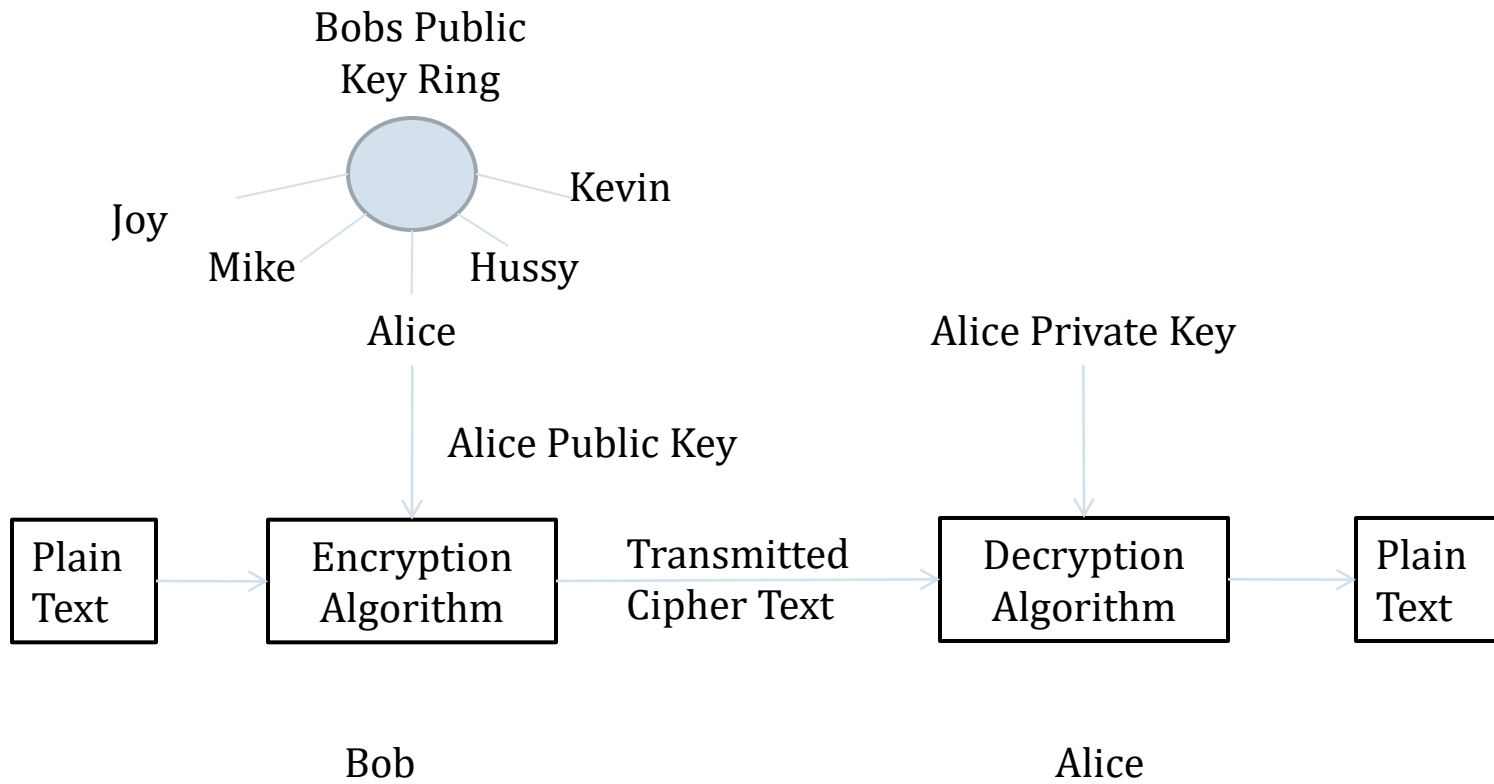 Bobs Public
Key Ring
Kevin
Joy
Mike
Hussy
Alice
Alice Private Key
Alice Public Key
Plain
Text
Encryption
Algorithm
Transmitted
Cipher Text
Decryption
Algorithm
Plain
Text
Bob
Alice